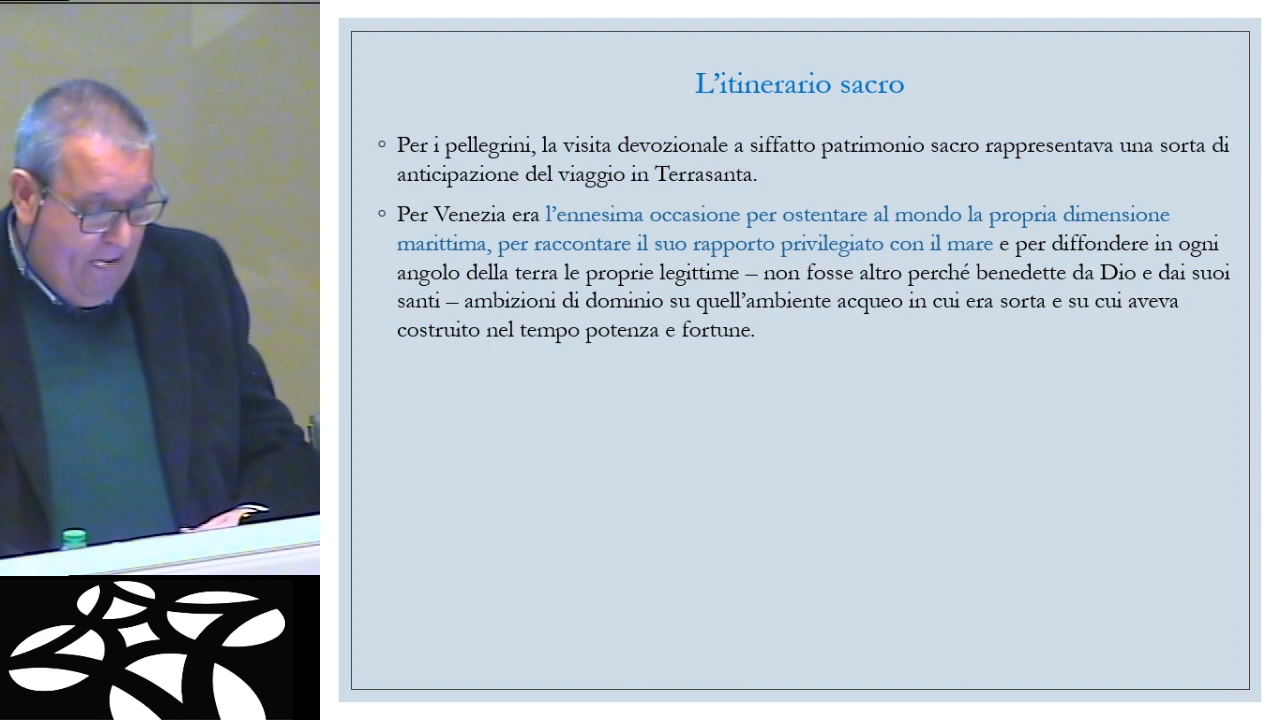 L’itinerario sacro
◦ Per i pellegrini, la visita devozionale a siffatto patrimonio sacro rappresentava una sorta di
anticipazione del viaggio in Terrasanta.
◦ Per Venezia era l’ennesima occasione per ostentare al mondo la propria dimensione
marittima, per raccontare il suo rapporto privilegiato con il mare e per diffondere in ogni
angolo della terra le proprie legittime – non fosse altro perché benedette da Dio e dai suoi
santi – ambizioni di dominio su quell’ambiente acqueo in cui era sorta e su cui aveva
costruito nel tempo potenza e fortune.